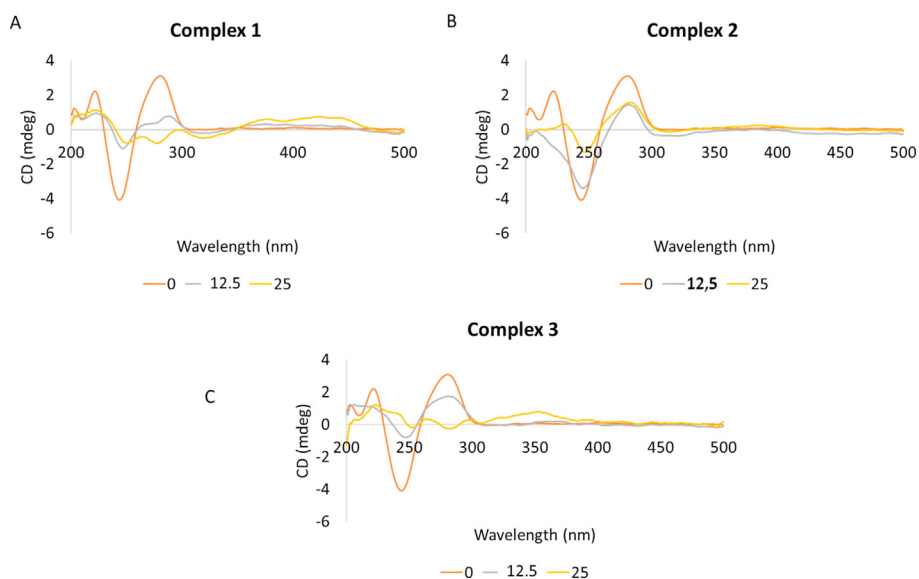 A
Complex 1
4
2
0
-2
-4
-6
CD (mdeg)
200 300 400 500
Wavelength (nm)
0 12.5 25
B
Complex 2
4
2
0
-2
-4
-6
CD (mdeg)
200 250 300 350 400 450 500
Wavelength (nm)
0 12,5 25
C
Complex 3
4
2
0
-2
-4
-6
CD (mdeg)
200 250 300 350 400 450 500
Wavelength (nm)
0 12.5 25